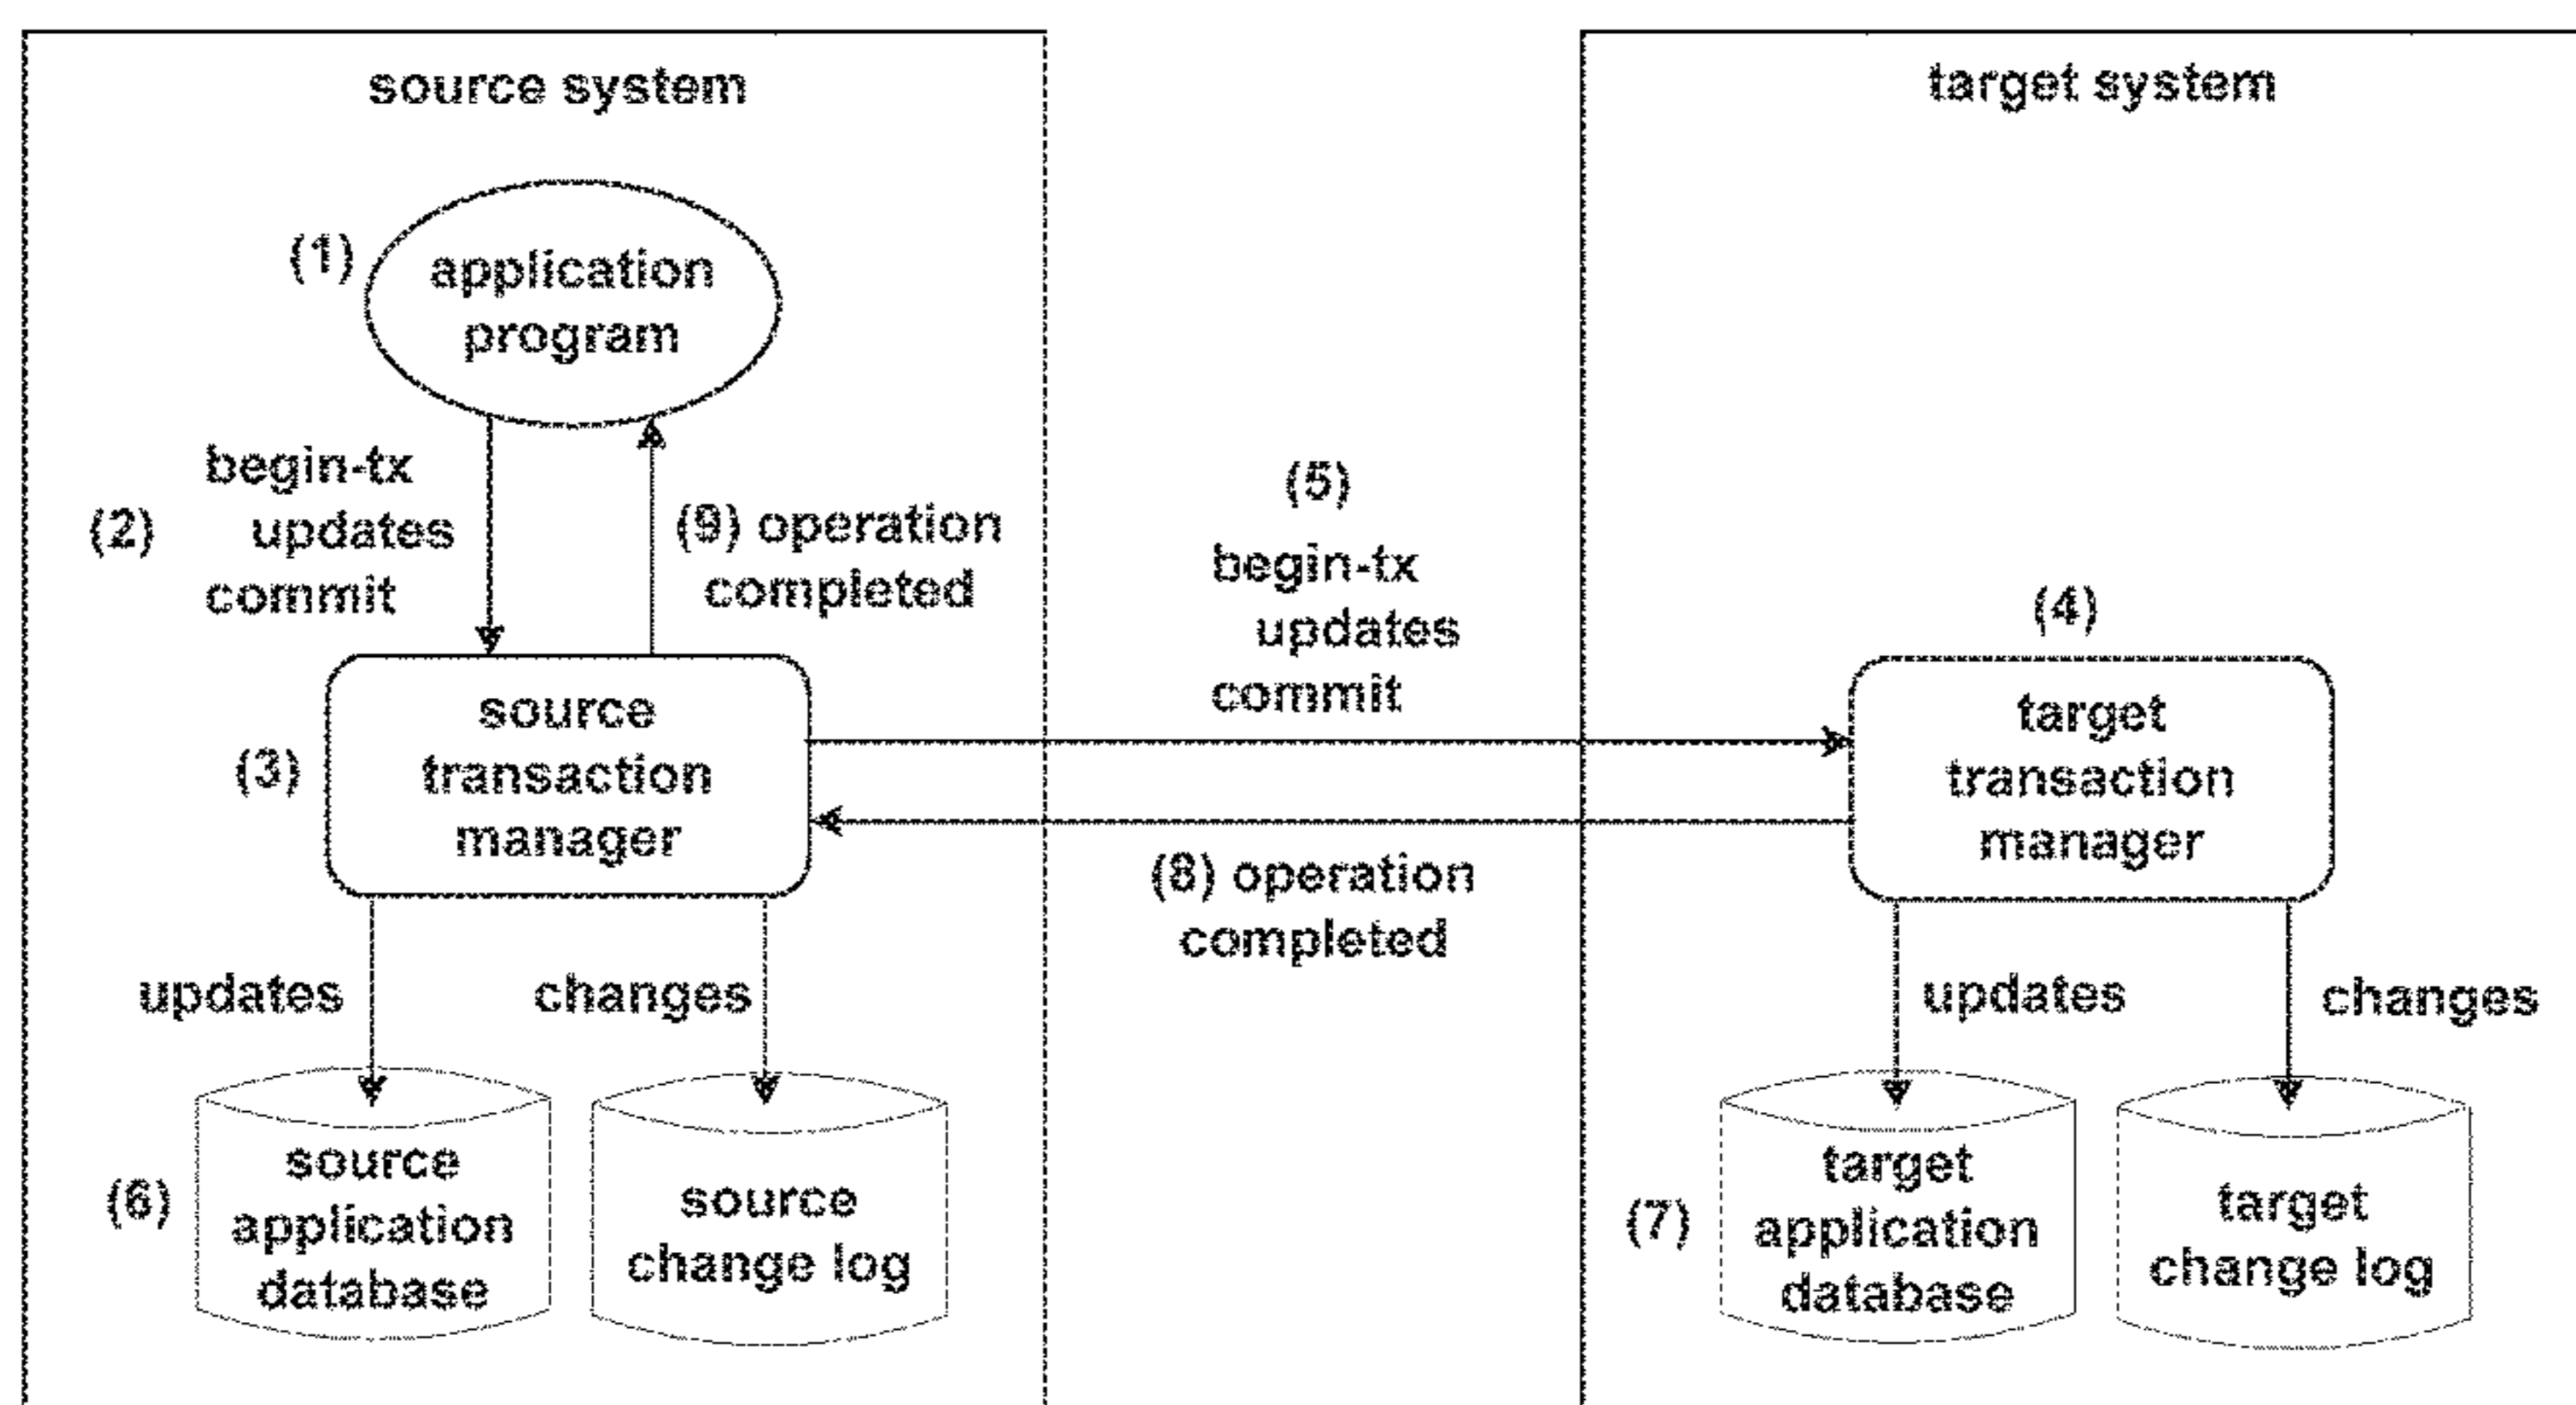 source system
(1)
application
program
(2)
begin-tx
updates
commit
(9) operation
completed
(3)
source
transaction
manager
updates
changes
(6)
source
application
database
source
change log
(5)
begin-tx
updates
commit
(8) operation
completed
target system
(4)
target
transaction
manager
updates
changes
(7)
target
application
database
target
change log